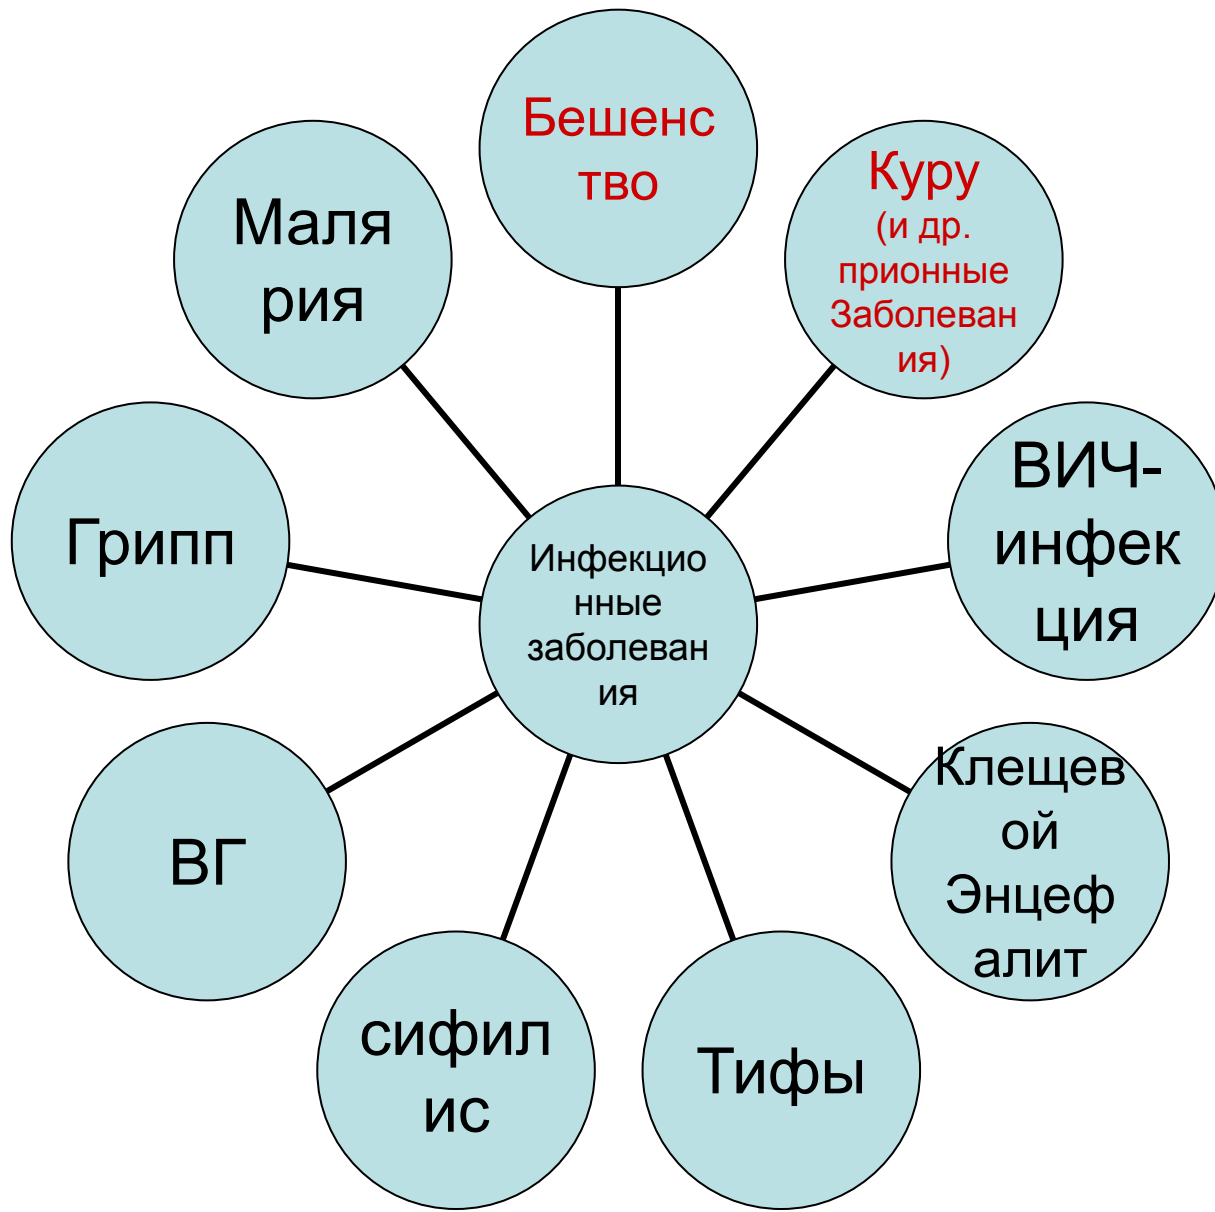 Бешенс
тво
Куру
(и др.
прионные
Заболеван
ия)
ВИЧ-
инфек
ция
Клещев
ой
Энцеф
алит
Тифы
сифил
ис
ВГ
Грипп
Маля
рия
Инфекцио
нные
заболеван
ия